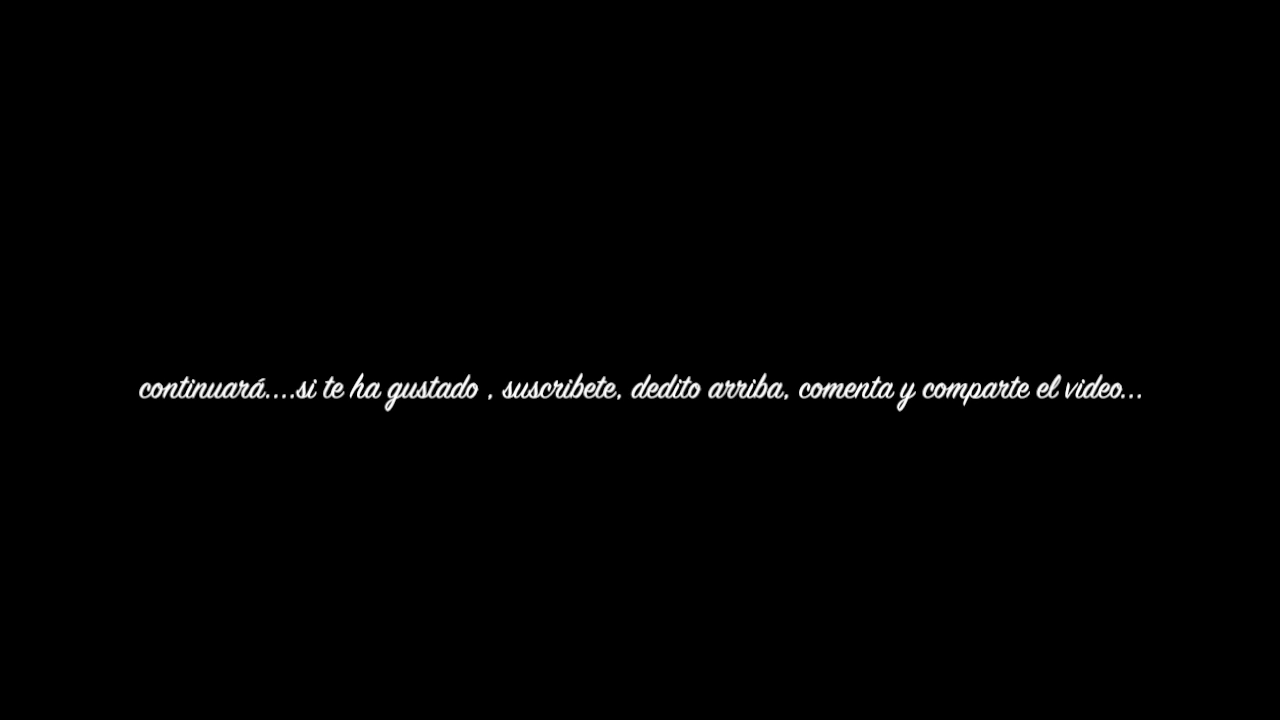 continuará....si te ha gustado , suscribete, dedito arriba, comenta y comparte el video...